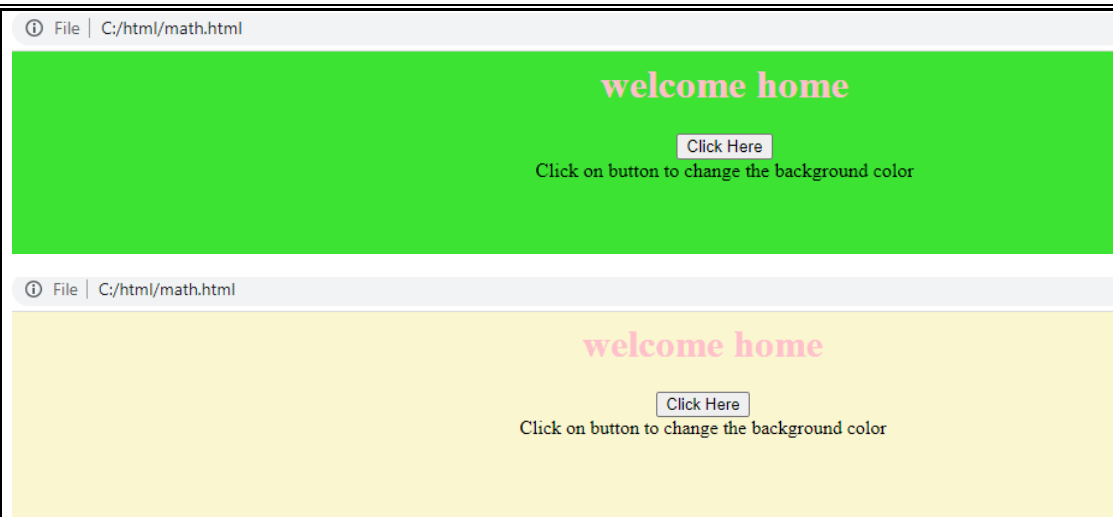 File | C:/html/math.html
welcome home
Click Here
Click on button to change the background color
File | C:/html/math.html
welcome home
Click Here
Click on button to change the background color